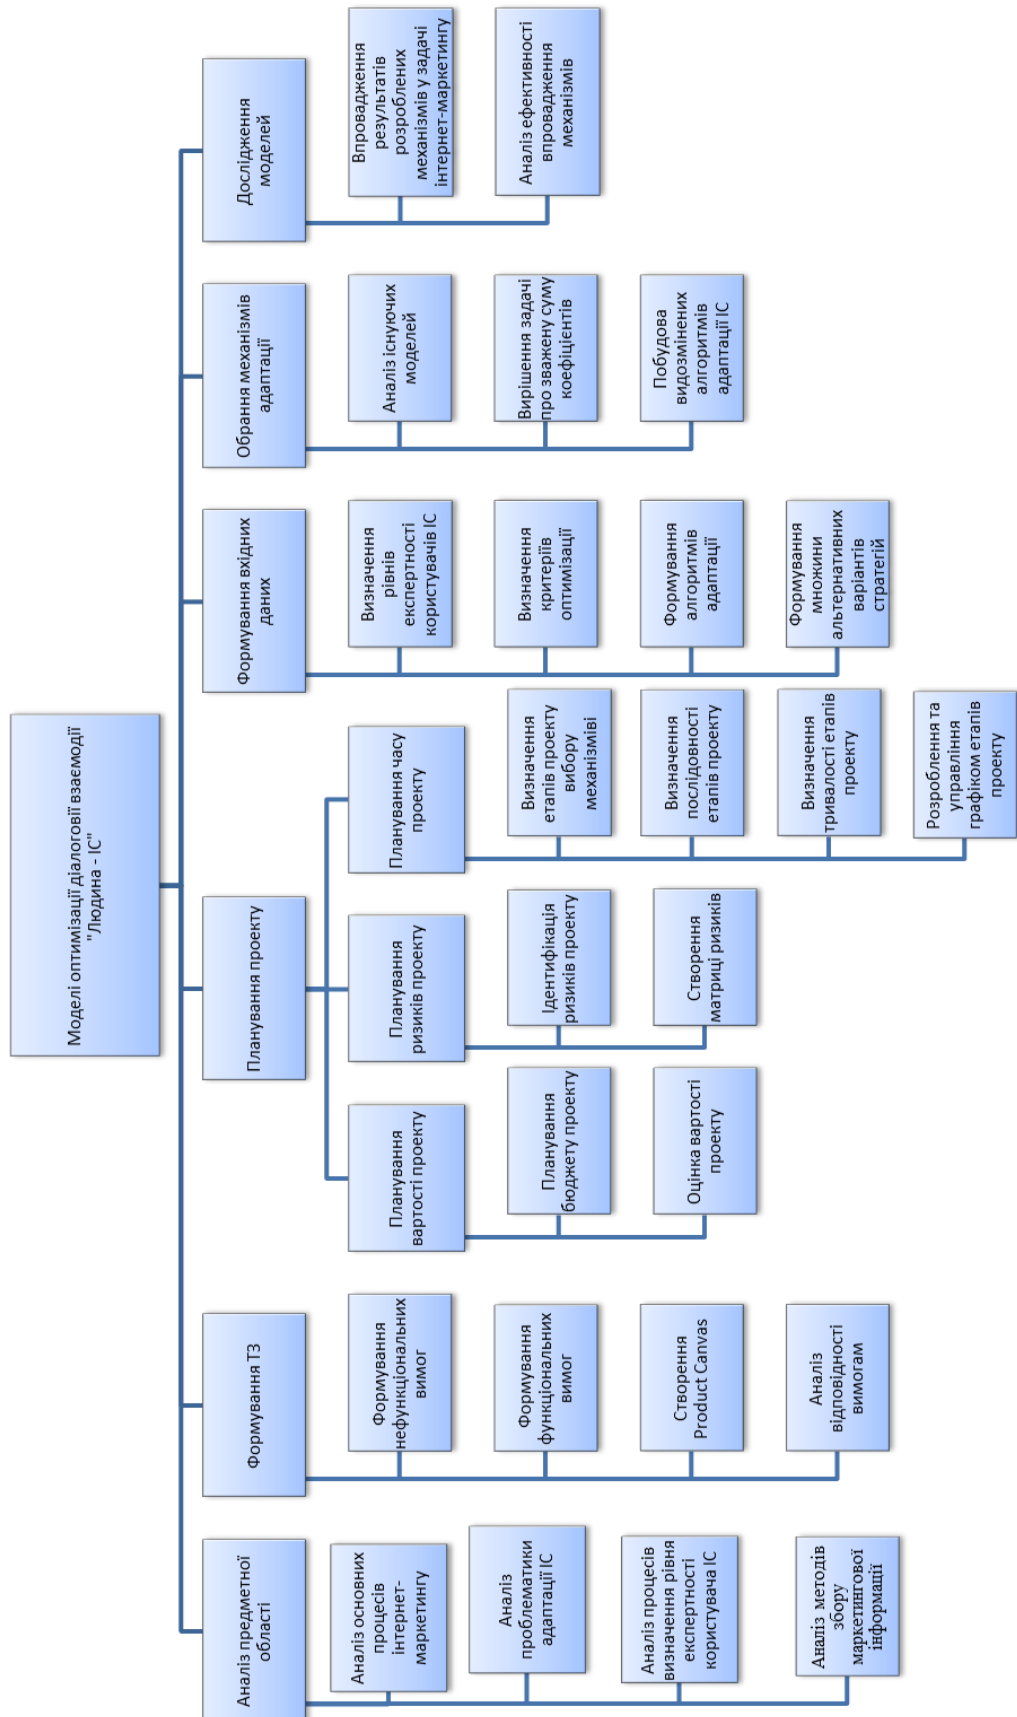 Моделі оптимізації діалогової взаємодії
"Людина - ІС"
Аналіз предметної
області
Аналіз основних
процесів
інтернет-
маркетингу
Аналіз
проблематики
адаптації ІС
Аналіз процесів
визначення рівня
експертності
користувача ІС
Аналіз методів
збору
маркетингової
інформації
Формування ТЗ
Формування
нефункціональних
вимог
Формування
функціональних
вимог
Створення
Product Canvas
Аналіз
відповідності
вимогам
Планування проекту
Планування
вартості проекту
Планування
бюджету проекту
Оцінка вартості
проекту
Планування
ризиків проекту
Ідентифікація
ризиків проекту
Створення
матриці ризиків
Планування часу
проекту
Визначення
етапів проекту
вибору
механізміві
Визначення
послідовності
етапів проекту
Визначення
тривалості етапів
проекту
Розроблення та
управління
графіком етапів
проекту
Формування вхідних
даних
Визначення
рівнів
експертності
користувачів ІС
Визначення
критеріїв
оптимізації
Формування
алгоритмів
адаптації
Формування
множини
альтернативних
варіантів
стратегій
Обрання механізмів
адаптації
Аналіз існуючих
моделей
Вирішення задачі
про зважену суму
коефіцієнтів
Побудова
видозмінених
алгоритмів
адаптації ІС
Дослідження
моделей
Впровадження
результатів
розроблених
механізмів у задачі
інтернет-маркетингу
Аналіз ефективності
впровадження
механізмів